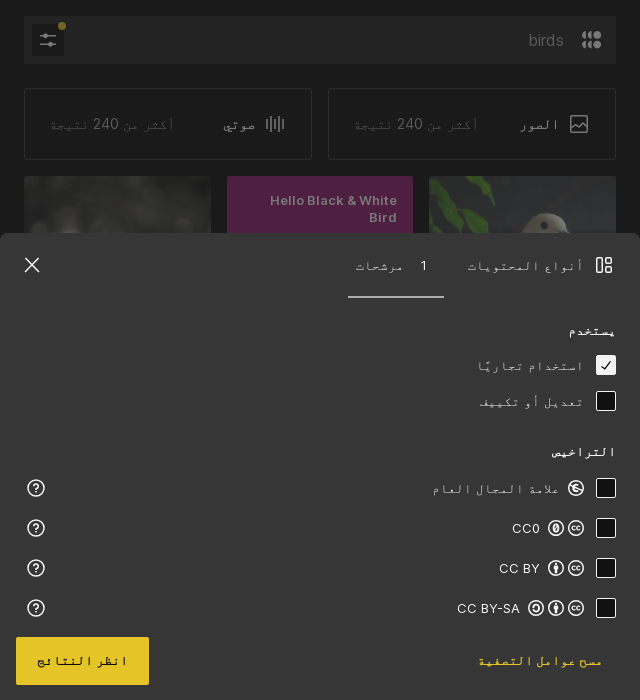 birds
الصور
أكثر من 240 نتيجة
صوتي
أكثر من 240 نتيجة
Hello Black & White
Bird
أنواع المحتويات
1 مرشحات
يستخدم
استخدام تجاريًا
تعديل أو تكييف
التراخيص
علامة المجال العام
CC0
CC BY
CC BY-SA
مسح عوامل التصفية
انظر النتائج